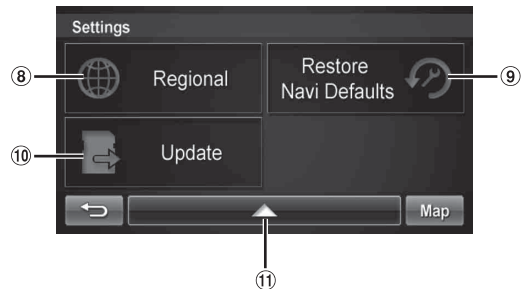 Settings
⑧
Regional
Restore
Navi Defaults
⑨
⑩
Update
Map
⑪